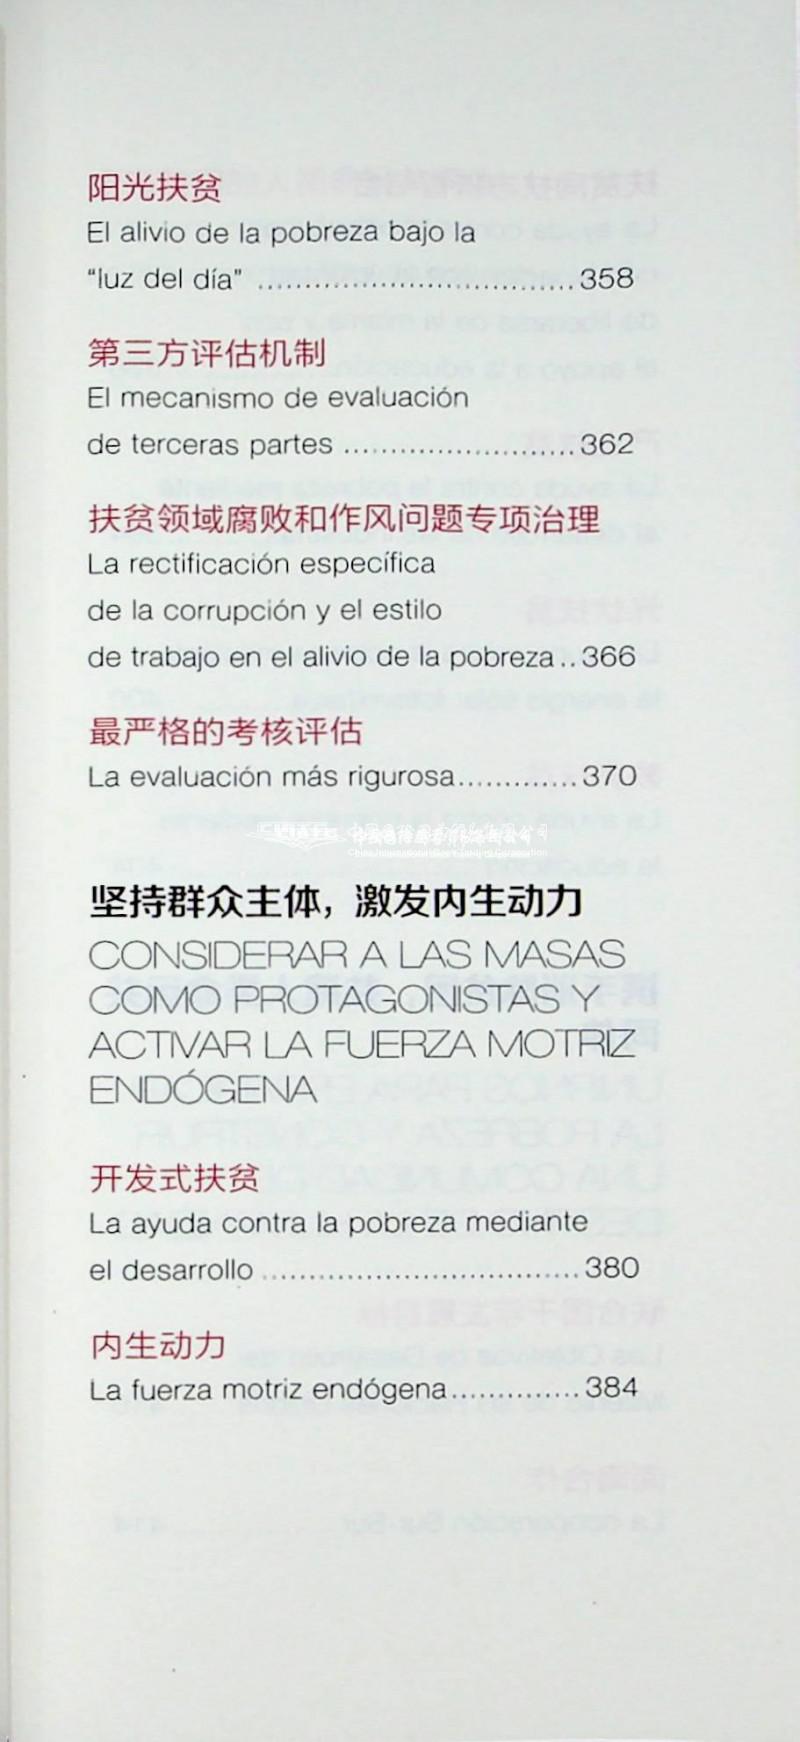 阳光扶贫
El alivio de la pobreza bajo la
“luz del día” ................................. 358
第三方评估机制
El mecanismo de evaluación
de terceras partes ........................ 362
扶贫领域腐败和作风问题专项治理
La rectificación específica
de la corrupción y el estilo
de trabajo en el alivio de la pobreza .. 366
最严格的考核评估
La evaluación más rigurosa............. 370
坚持群众主体，激发内生动力
CONSIDERAR A LAS MASAS
COMO PROTAGONISTAS Y
ACTIVAR LA FUERZA MOTRIZ
ENDÓGENA
开发式扶贫
La ayuda contra la pobreza mediante
el desarrollo ................................. 380
内生动力
La fuerza motriz endógena............. 384